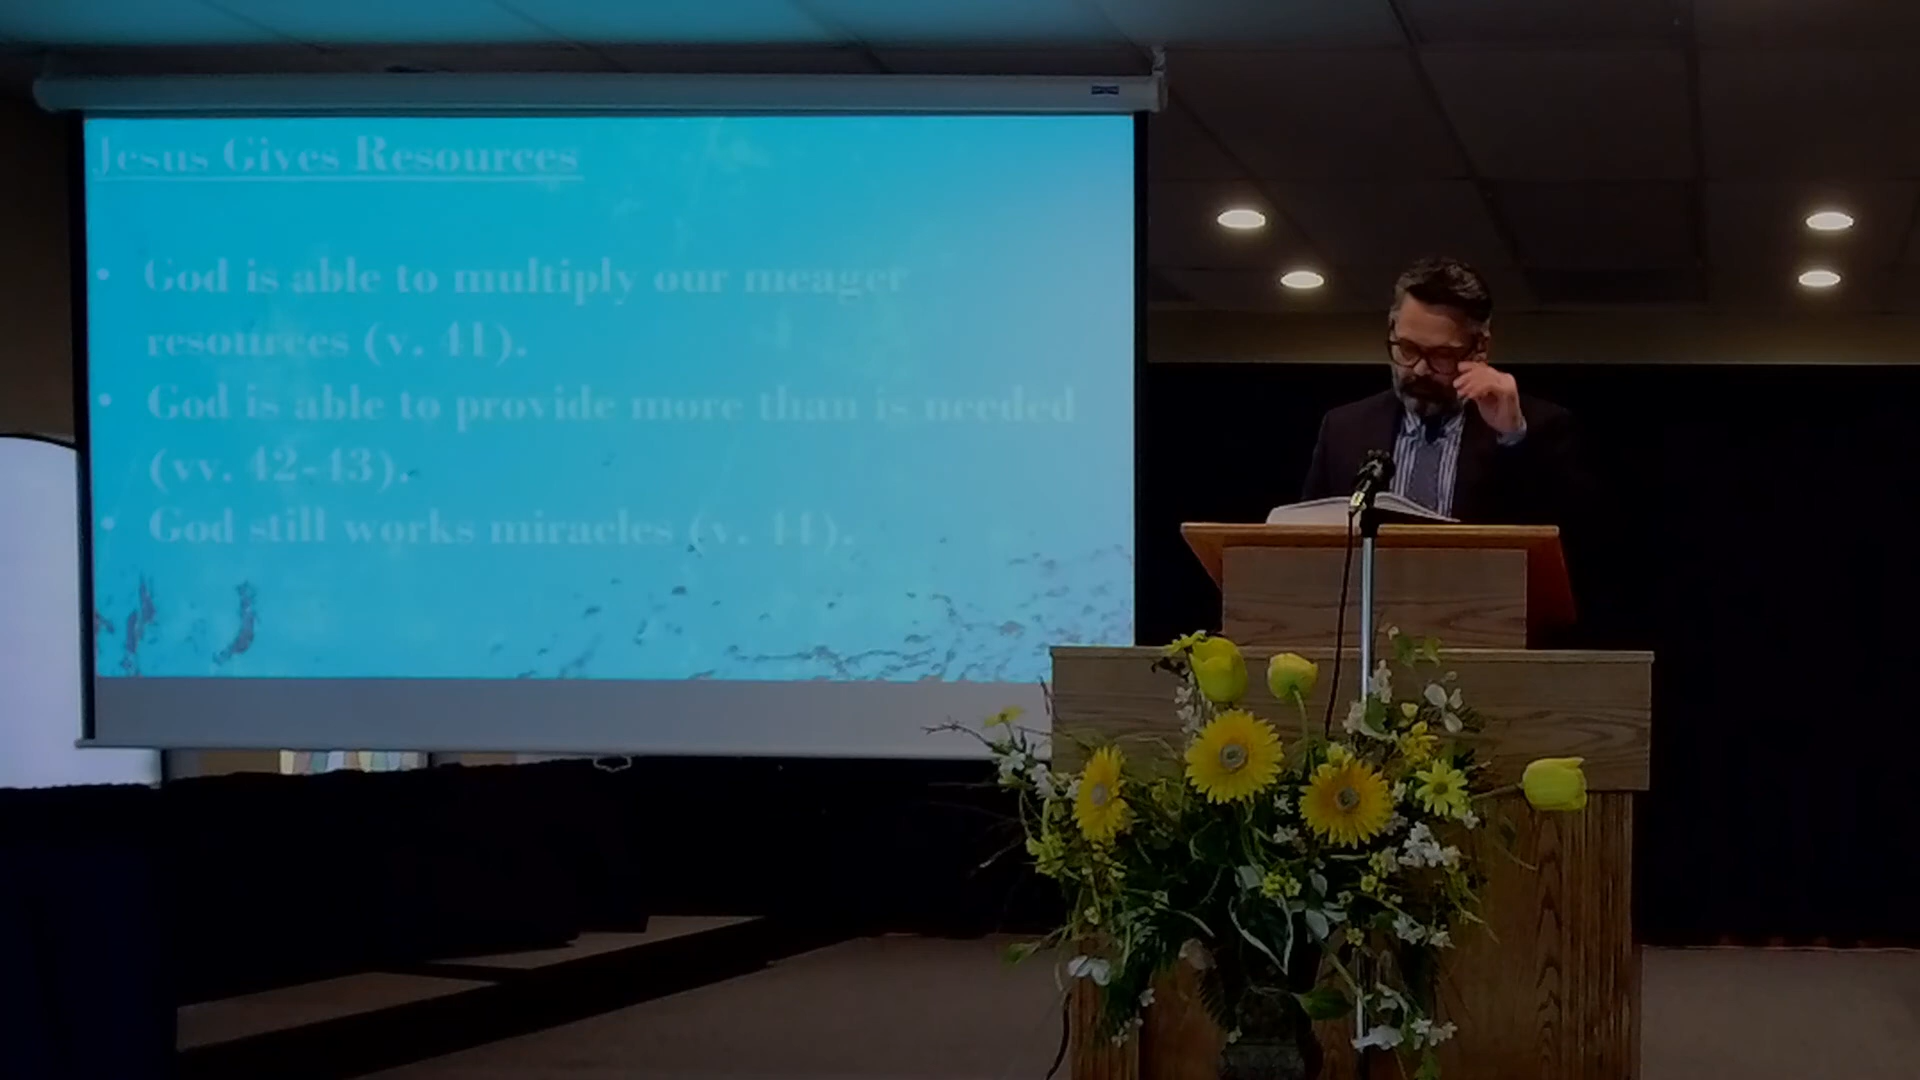 Jesus Gives Resources
• God is able to multiply our meager
resources (v. 41).
• God is able to provide more than is needed
(vv. 42-43).
• God still works miracles (v. 44).